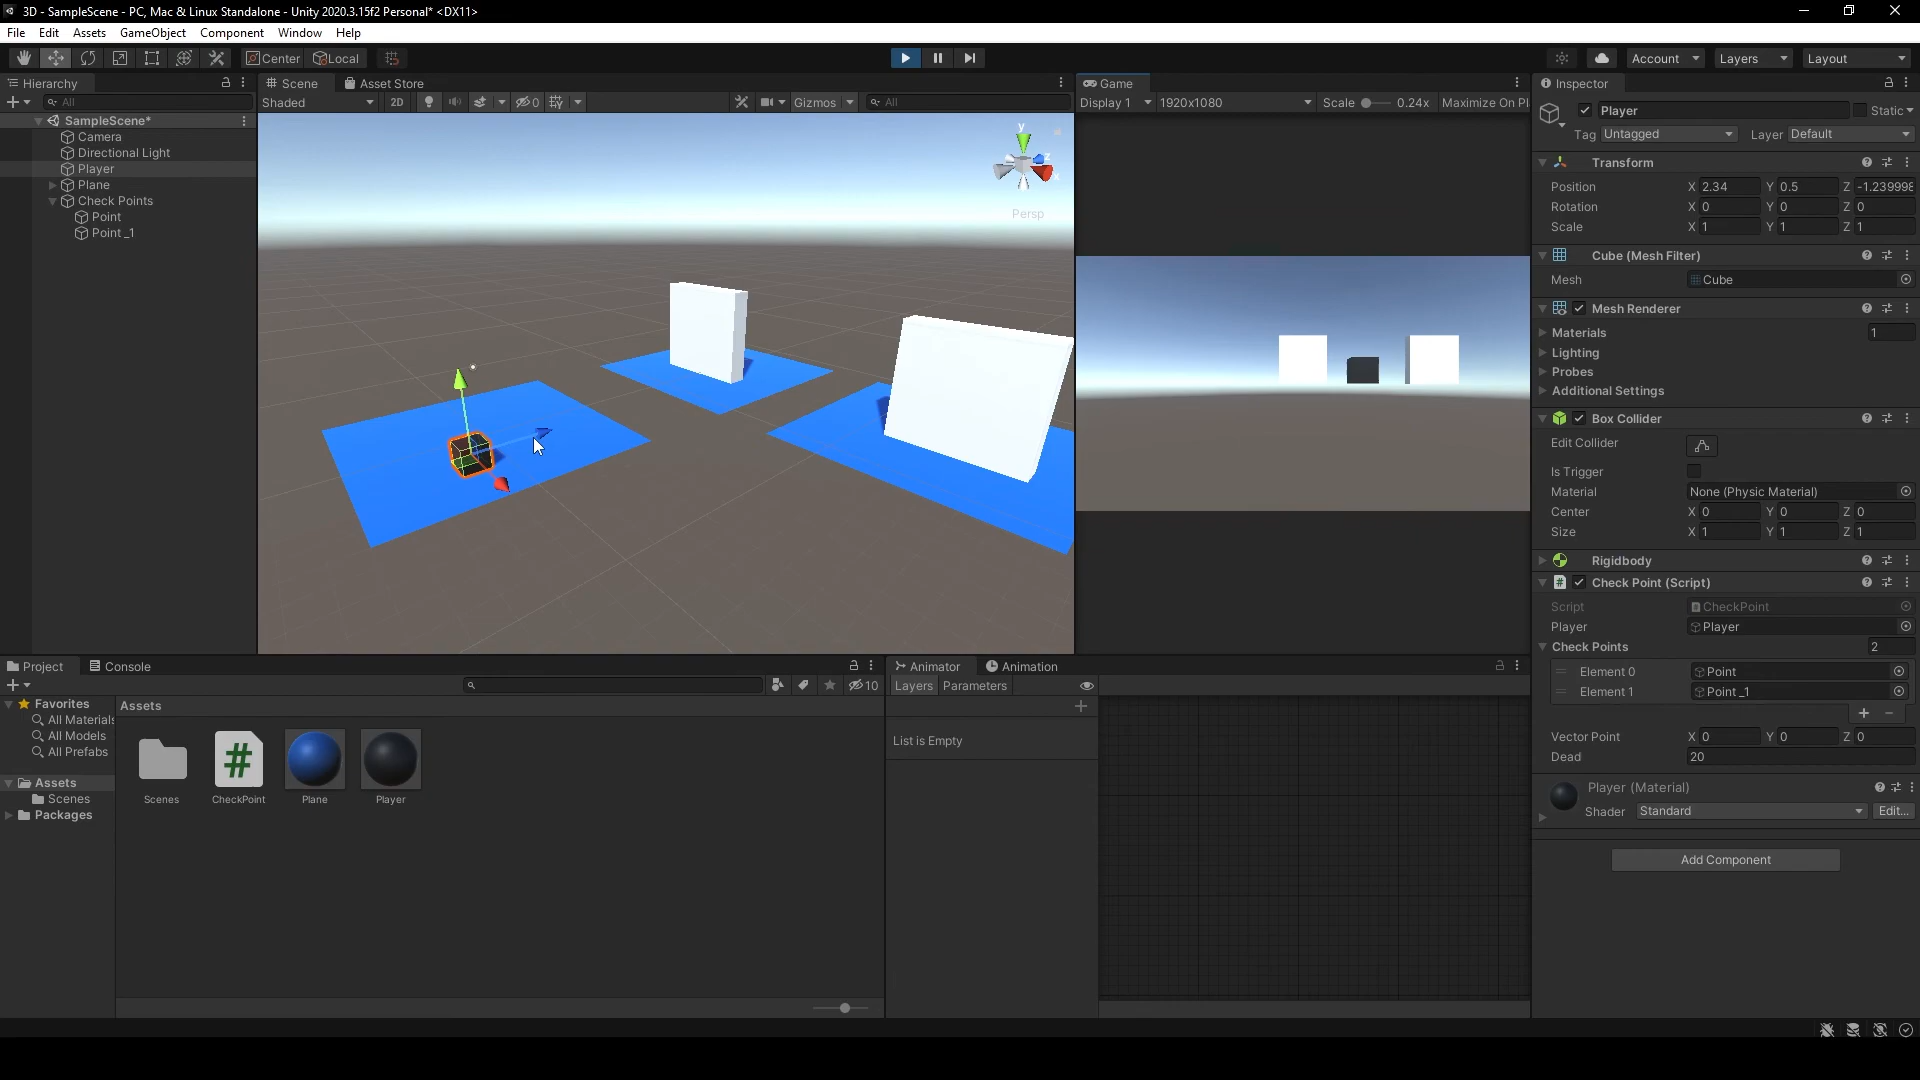 3D - SampleScene - PC, Mac & Linux Standalone - Unity 2020.3.15f2 Personal* <DX11>
File Edit Assets GameObject Component Window Help
Center Local Account Layers Layout
Hierarchy
All
SampleScene*
Camera
Directional Light
Player
Plane
Check Points
Point
Point _1
Scene Asset Store
Shaded 2D 0 Gizmos All
y
x
z
Persp
Game
Display 1 1920x1080 Scale 0.24x Maximize On Pl
Inspector
Player Static
Tag Untagged Layer Default
Transform
Position X 2.34 Y 0.5 Z -1.239998
Rotation X 0 Y 0 Z 0
Scale X 1 Y 1 Z 1
Cube (Mesh Filter)
Mesh Cube
Mesh Renderer
Materials 1
Lighting
Probes
Additional Settings
Box Collider
Edit Collider
Is Trigger
Material None (Physic Material)
Center X 0 Y 0 Z 0
Size X 1 Y 1 Z 1
Rigidbody
# Check Point (Script)
Script CheckPoint
Player Player
Check Points 2
Element 0 Point
Element 1 Point _1
+ -
Vector Point X 0 Y 0 Z 0
Dead 20
Player (Material)
Shader Standard Edit...
Add Component
Project Console
10
Favorites
All Materials
All Models
All Prefabs
Assets
Scenes
Packages
Assets
Scenes
#
CheckPoint
Plane
Player
Animator Animation
Layers Parameters
List is Empty